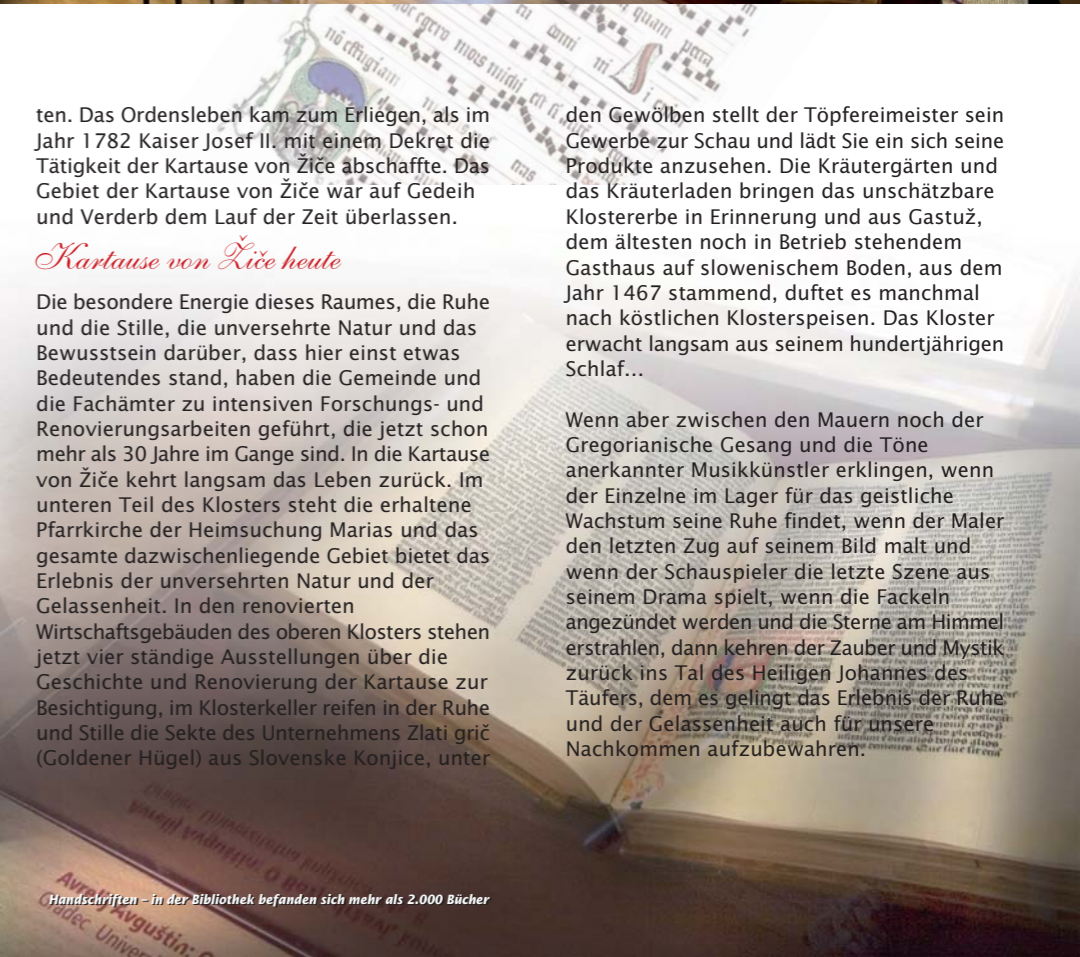 nō effugiam
mos michi
quam
ten. Das Ordensleben kam zum Erliegen, als im
Jahr 1782 Kaiser Josef II. mit einem Dekret die
Tätigkeit der Kartause von Žiče abschaffte. Das
Gebiet der Kartause von Žiče war auf Gedeih
und Verderb dem Lauf der Zeit überlassen.
Kartause von Žiče heute
Die besondere Energie dieses Raumes, die Ruhe
und die Stille, die unversehrte Natur und das
Bewusstsein darüber, dass hier einst etwas
Bedeutendes stand, haben die Gemeinde und
die Fachämter zu intensiven Forschungs- und
Renovierungsarbeiten geführt, die jetzt schon
mehr als 30 Jahre im Gange sind. In die Kartause
von Žiče kehrt langsam das Leben zurück. Im
unteren Teil des Klosters steht die erhaltene
Pfarrkirche der Heimsuchung Marias und das
gesamte dazwischenliegende Gebiet bietet das
Erlebnis der unversehrten Natur und der
Gelassenheit. In den renovierten
Wirtschaftsgebäuden des oberen Klosters stehen
jetzt vier ständige Ausstellungen über die
Geschichte und Renovierung der Kartause zur
Besichtigung, im Klosterkeller reifen in der Ruhe
und Stille die Sekte des Unternehmens Zlati grič
(Goldener Hügel) aus Slovenske Konjice, unter
den Gewölben stellt der Töpfereimeister sein
Gewerbe zur Schau und lädt Sie ein sich seine
Produkte anzusehen. Die Kräutergärten und
das Kräuterladen bringen das unschätzbare
Klostererbe in Erinnerung und aus Gastuž,
dem ältesten noch in Betrieb stehendem
Gasthaus auf slowenischem Boden, aus dem
Jahr 1467 stammend, duftet es manchmal
nach köstlichen Klosterspeisen. Das Kloster
erwacht langsam aus seinem hundertjährigen
Schlaf...
Wenn aber zwischen den Mauern noch der
Gregorianische Gesang und die Töne
anerkannter Musikkünstler erklingen, wenn
der Einzelne im Lager für das geistliche
Wachstum seine Ruhe findet, wenn der Maler
den letzten Zug auf seinem Bild malt und
wenn der Schauspieler die letzte Szene aus
seinem Drama spielt, wenn die Fackeln
angezündet werden und die Sterne am Himmel
erstrahlen, dann kehren der Zauber und Mystik
zurück ins Tal des Heiligen Johannes des
Täufers, dem es gelingt das Erlebnis der Ruhe
und der Gelassenheit auch für unsere
Nachkommen aufzubewahren.
Avrelij Avguštin:
Gradec
Handschriften – in der Bibliothek befanden sich mehr als 2.000 Bücher